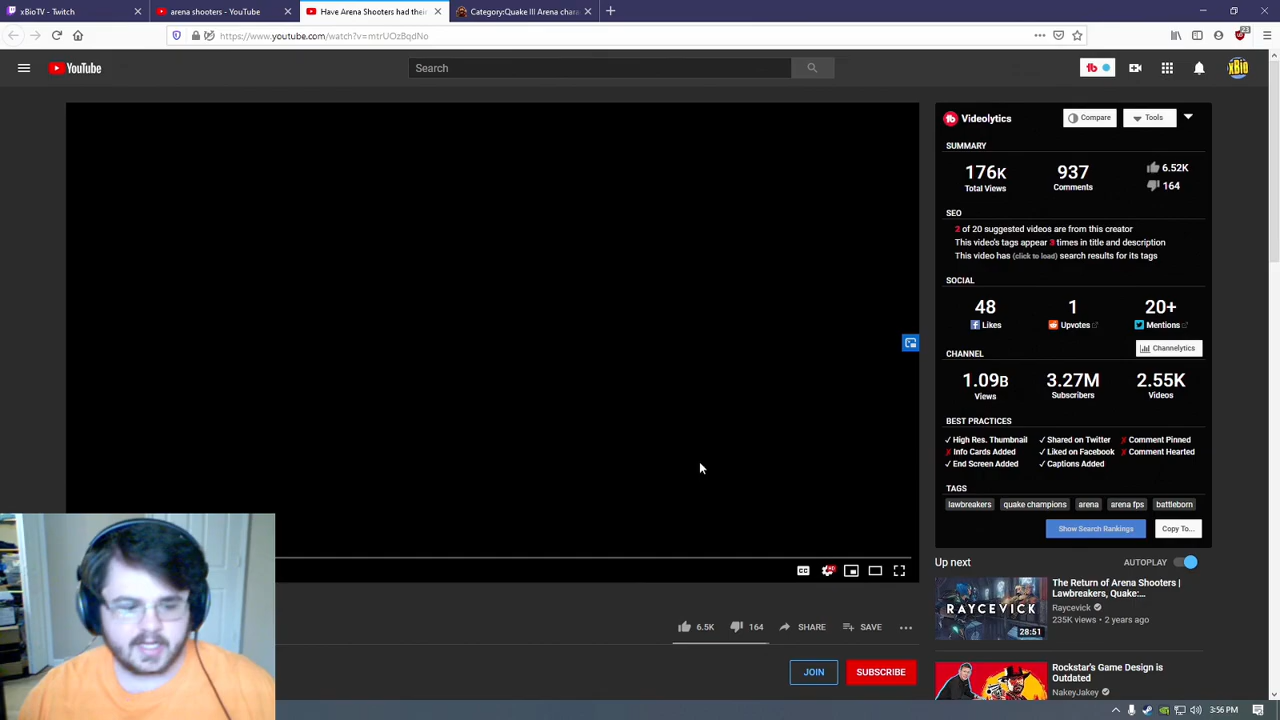 xBioTV - Twitch
arena shooters - YouTube
Have Arena Shooters had their
Category:Quake III Arena chara
https://www.youtube.com/watch?v=mtrUOzBqdNo
23
YouTube
Search
xBio
Videolytics
Compare
Tools
SUMMARY
176K 937 6.52K
Total Views Comments 164
SEO
2 of 20 suggested videos are from this creator
This video's tags appear 3 times in title and description
This video has (click to load) search results for its tags
SOCIAL
48 1 20+
Likes Upvotes Mentions
CHANNEL Channelytics
1.09B 3.27M 2.55K
Views Subscribers Videos
BEST PRACTICES
✓ High Res. Thumbnail ✓ Shared on Twitter ✗ Comment Pinned
✗ Info Cards Added ✓ Liked on Facebook ✗ Comment Hearted
✓ End Screen Added ✓ Captions Added
TAGS
lawbreakers quake champions arena arena fps battleborn
Show Search Rankings Copy To...
CC HD
6.5K 164 SHARE SAVE
JOIN SUBSCRIBE
Up next AUTOPLAY
RAYCEVICK
28:51
The Return of Arena Shooters |
Lawbreakers, Quake:...
Raycevick
235K views • 2 years ago
Rockstar's Game Design is
Outdated
NakeyJakey
3:56 PM